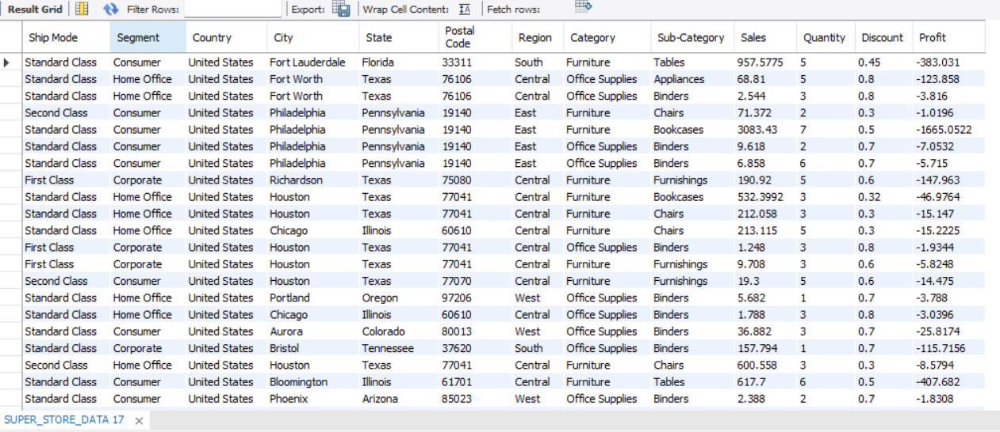 Result Grid Filter Rows: Export: Wrap Cell Content: Fetch rows:
Ship Mode Segment Country City State Postal Code Region Category Sub-Category Sales Quantity Discount Profit
Standard Class Consumer United States Fort Lauderdale Florida 33311 South Furniture Tables 957.5775 5 0.45 -383.031
Standard Class Home Office United States Fort Worth Texas 76106 Central Office Supplies Appliances 68.81 5 0.8 -123.858
Standard Class Home Office United States Fort Worth Texas 76106 Central Office Supplies Binders 2.544 3 0.8 -3.816
Second Class Consumer United States Philadelphia Pennsylvania 19140 East Furniture Chairs 71.372 2 0.3 -1.0196
Standard Class Consumer United States Philadelphia Pennsylvania 19140 East Furniture Bookcases 3083.43 7 0.5 -1665.0522
Standard Class Consumer United States Philadelphia Pennsylvania 19140 East Office Supplies Binders 9.618 2 0.7 -7.0532
Standard Class Consumer United States Philadelphia Pennsylvania 19140 East Office Supplies Binders 6.858 6 0.7 -5.715
First Class Corporate United States Richardson Texas 75080 Central Furniture Furnishings 190.92 5 0.6 -147.963
Standard Class Home Office United States Houston Texas 77041 Central Furniture Bookcases 532.3992 3 0.32 -46.9764
Standard Class Home Office United States Houston Texas 77041 Central Furniture Chairs 212.058 3 0.3 -15.147
Standard Class Home Office United States Chicago Illinois 60610 Central Furniture Chairs 213.115 5 0.3 -15.2225
First Class Corporate United States Houston Texas 77041 Central Office Supplies Binders 1.248 3 0.8 -1.9344
First Class Corporate United States Houston Texas 77041 Central Furniture Furnishings 9.708 3 0.6 -5.8248
Second Class Consumer United States Houston Texas 77070 Central Furniture Furnishings 19.3 5 0.6 -14.475
Standard Class Home Office United States Portland Oregon 97206 West Office Supplies Binders 5.682 1 0.7 -3.788
Standard Class Home Office United States Chicago Illinois 60610 Central Office Supplies Binders 1.788 3 0.8 -3.0396
Standard Class Consumer United States Aurora Colorado 80013 West Office Supplies Binders 36.882 3 0.7 -25.8174
Standard Class Corporate United States Bristol Tennessee 37620 South Office Supplies Binders 157.794 1 0.7 -115.7156
Second Class Home Office United States Houston Texas 77041 Central Furniture Chairs 600.558 3 0.3 -8.5794
Standard Class Consumer United States Bloomington Illinois 61701 Central Furniture Tables 617.7 6 0.5 -407.682
Standard Class Consumer United States Phoenix Arizona 85023 West Office Supplies Binders 2.388 2 0.7 -1.8308
SUPER_STORE_DATA 17